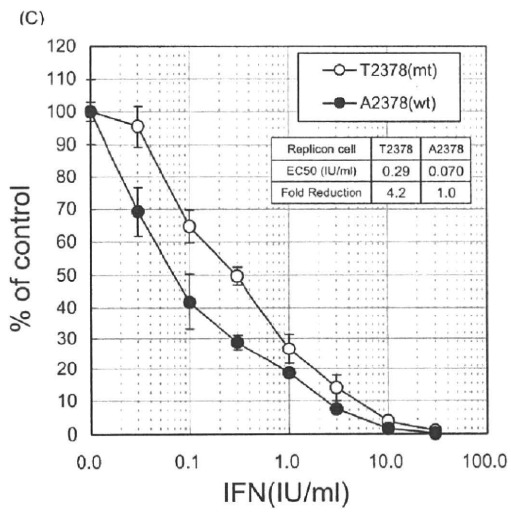 (C)
120
110
100
90
80
70
60
50
40
30
20
10
0
% of control
T2378(mt)
A2378(wt)
Replicon cell T2378 A2378
EC50 (IU/ml) 0.29 0.070
Fold Reduction 4.2 1.0
0.0 0.1 1.0 10.0 100.0
IFN(IU/ml)